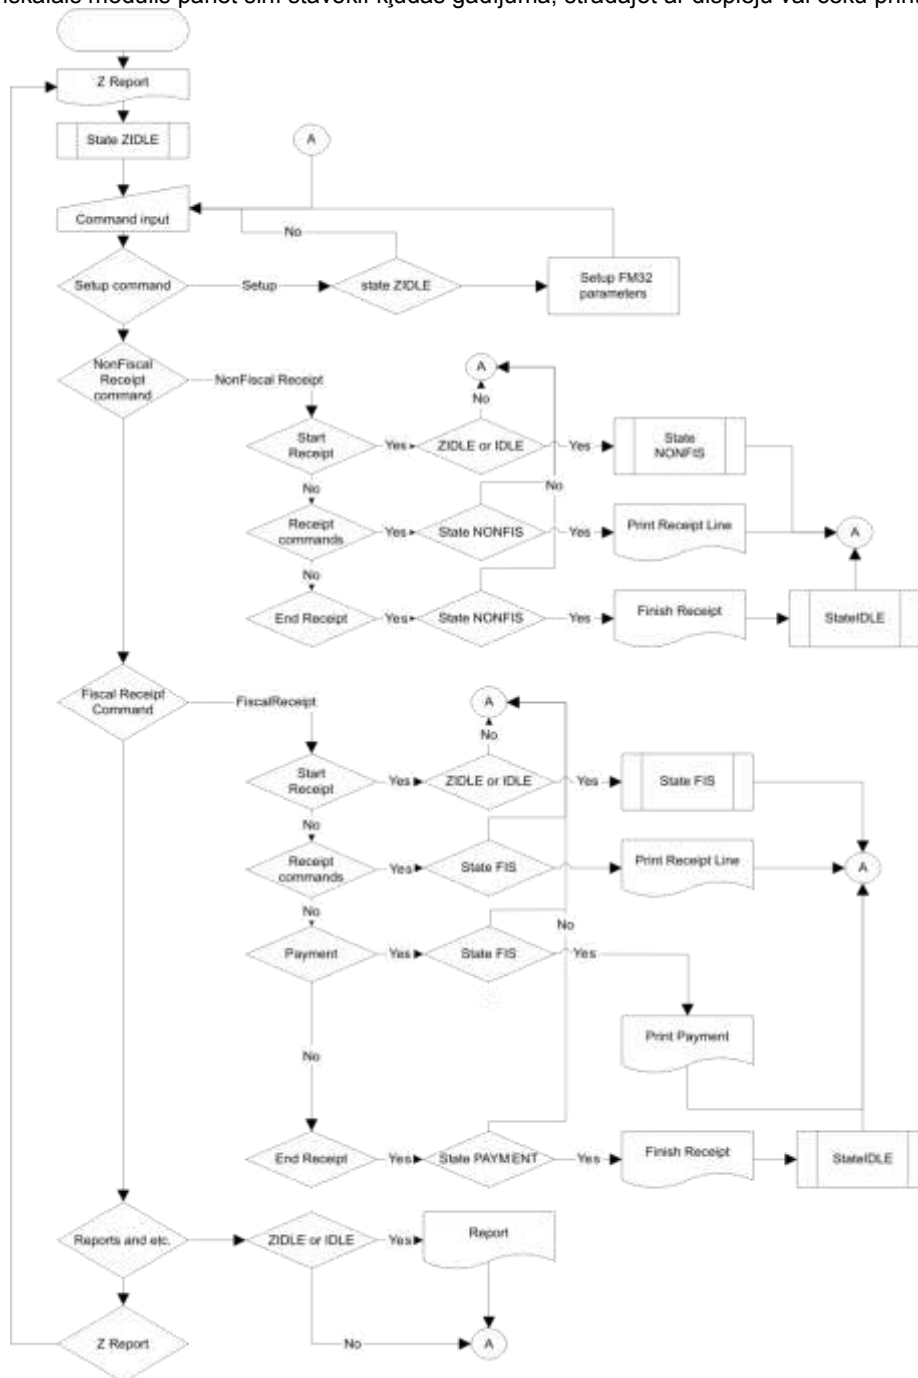 iskālais modulis pāriet šinī stāvoklī kļūdas gadījumā, strādājot ar displeju vai čeku print
Z Report
State ZIDLE
A
Command input
No
Setup command
Setup
state ZIDLE
Setup FM32
parameters
NonFiscal
Receipt
command
NonFiscal Receipt
A
No
Start
Receipt
Yes
ZIDLE or IDLE
Yes
State
NONFIS
No
No
Receipt
commands
Yes
State NONFIS
Yes
Print Receipt Line
A
No
End Receipt
Yes
State NONFIS
Yes
Finish Receipt
StateIDLE
Fiscal Receipt
Command
FiscalReceipt
A
No
Start
Receipt
Yes
ZIDLE or IDLE
Yes
State FIS
No
Receipt
commands
Yes
State FIS
Yes
Print Receipt Line
A
No
No
Payment
Yes
State FIS
Yes
Print Payment
No
End Receipt
Yes
State PAYMENT
Yes
Finish Receipt
StateIDLE
Reports and etc.
ZIDLE or IDLE
Yes
Report
Z Report
No
A